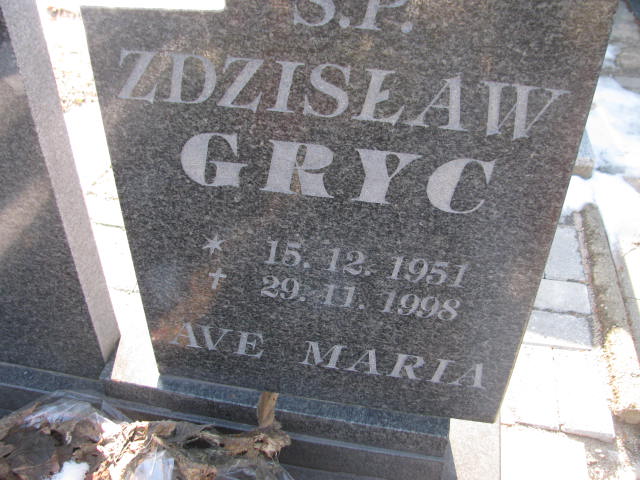 Ś.P.
ZDZISŁAW
GRYC
* 15. 12. 1951
✝ 29. 11. 1998
AVE MARIA